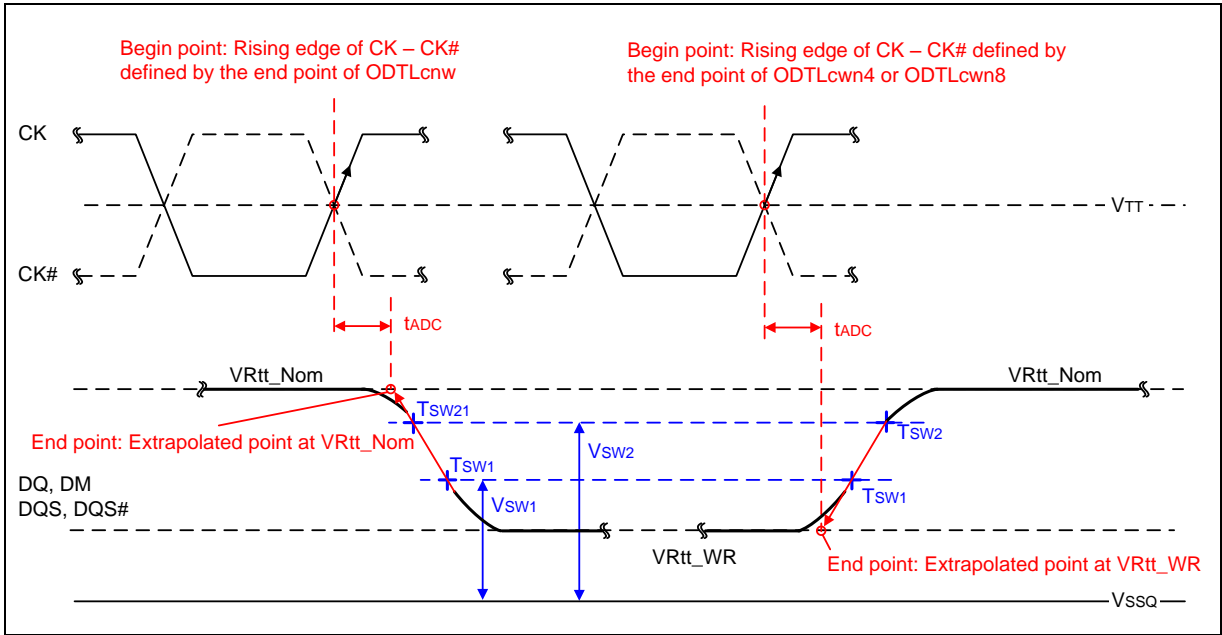 Begin point: Rising edge of CK – CK#
defined by the end point of ODTLcnw
Begin point: Rising edge of CK – CK# defined by
the end point of ODTLcwn4 or ODTLcwn8
CK
VTT
CK#
tADC
tADC
VRtt_Nom
VRtt_Nom
TSW21
TSW2
End point: Extrapolated point at VRtt_Nom
VSW2
TSW1
TSW1
DQ, DM
DQS, DQS#
VSW1
VRtt_WR
End point: Extrapolated point at VRtt_WR
VSSQ